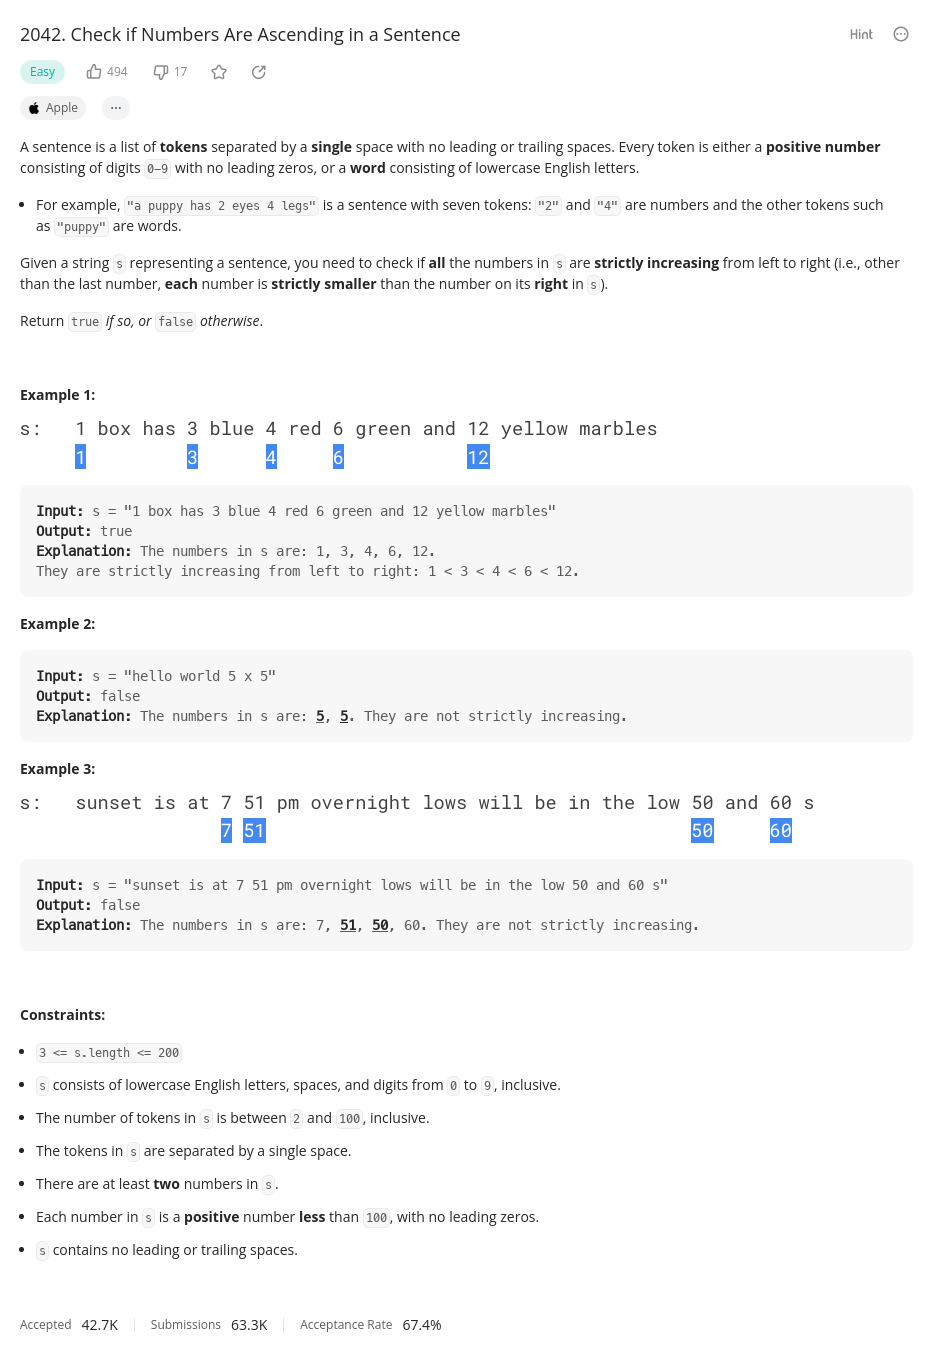 2042. Check if Numbers Are Ascending in a Sentence
Hint
Easy 494 17
Apple ...
A sentence is a list of tokens separated by a single space with no leading or trailing spaces. Every token is either a positive number
consisting of digits 0-9 with no leading zeros, or a word consisting of lowercase English letters.
• For example, "a puppy has 2 eyes 4 legs" is a sentence with seven tokens: "2" and "4" are numbers and the other tokens such
as "puppy" are words.
Given a string s representing a sentence, you need to check if all the numbers in s are strictly increasing from left to right (i.e., other
than the last number, each number is strictly smaller than the number on its right in s).
Return true if so, or false otherwise.
Example 1:
s: 1 box has 3 blue 4 red 6 green and 12 yellow marbles
1 3 4 6 12
Input: s = "1 box has 3 blue 4 red 6 green and 12 yellow marbles"
Output: true
Explanation: The numbers in s are: 1, 3, 4, 6, 12.
They are strictly increasing from left to right: 1 < 3 < 4 < 6 < 12.
Example 2:
Input: s = "hello world 5 x 5"
Output: false
Explanation: The numbers in s are: 5, 5. They are not strictly increasing.
Example 3:
s: sunset is at 7 51 pm overnight lows will be in the low 50 and 60 s
7 51 50 60
Input: s = "sunset is at 7 51 pm overnight lows will be in the low 50 and 60 s"
Output: false
Explanation: The numbers in s are: 7, 51, 50, 60. They are not strictly increasing.
Constraints:
• 3 <= s.length <= 200
• s consists of lowercase English letters, spaces, and digits from 0 to 9, inclusive.
• The number of tokens in s is between 2 and 100, inclusive.
• The tokens in s are separated by a single space.
• There are at least two numbers in s.
• Each number in s is a positive number less than 100, with no leading zeros.
• s contains no leading or trailing spaces.
Accepted 42.7K Submissions 63.3K Acceptance Rate 67.4%